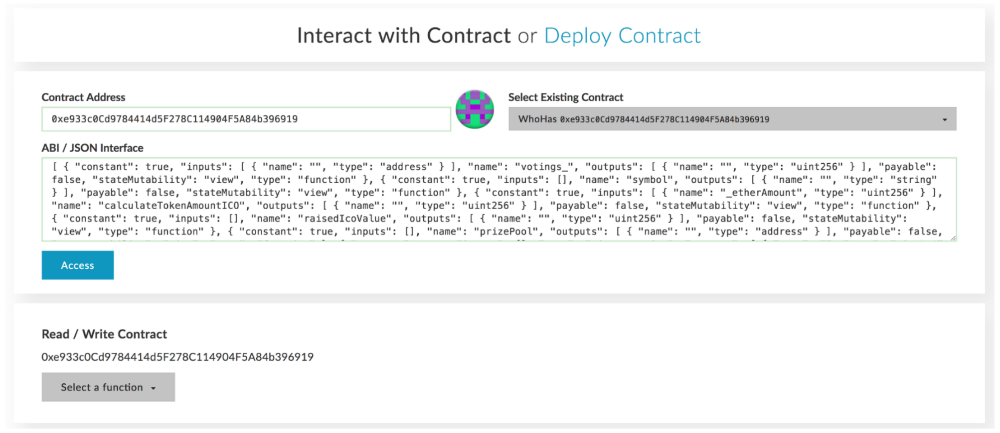 Interact with Contract or Deploy Contract
Contract Address
0xe933c0Cd9784414d5F278C114904F5A84b396919
Select Existing Contract
WhoHas 0xe933c0Cd9784414d5F278C114904F5A84b396919
ABI / JSON Interface
[ { "constant": true, "inputs": [ { "name": "", "type": "address" } ], "name": "votings_", "outputs": [ { "name": "", "type": "uint256" } ], "payable":
false, "stateMutability": "view", "type": "function" }, { "constant": true, "inputs": [], "name": "symbol", "outputs": [ { "name": "", "type": "string"
} ], "payable": false, "stateMutability": "view", "type": "function" }, { "constant": true, "inputs": [ { "name": "_etherAmount", "type": "uint256" } ],
"name": "calculateTokenAmountICO", "outputs": [ { "name": "", "type": "uint256" } ], "payable": false, "stateMutability": "view", "type": "function" },
{ "constant": true, "inputs": [], "name": "raisedIcoValue", "outputs": [ { "name": "", "type": "uint256" } ], "payable": false, "stateMutability":
"view", "type": "function" }, { "constant": true, "inputs": [], "name": "prizePool", "outputs": [ { "name": "", "type": "address" } ], "payable": false,
Access
Read / Write Contract
0xe933c0Cd9784414d5F278C114904F5A84b396919
Select a function